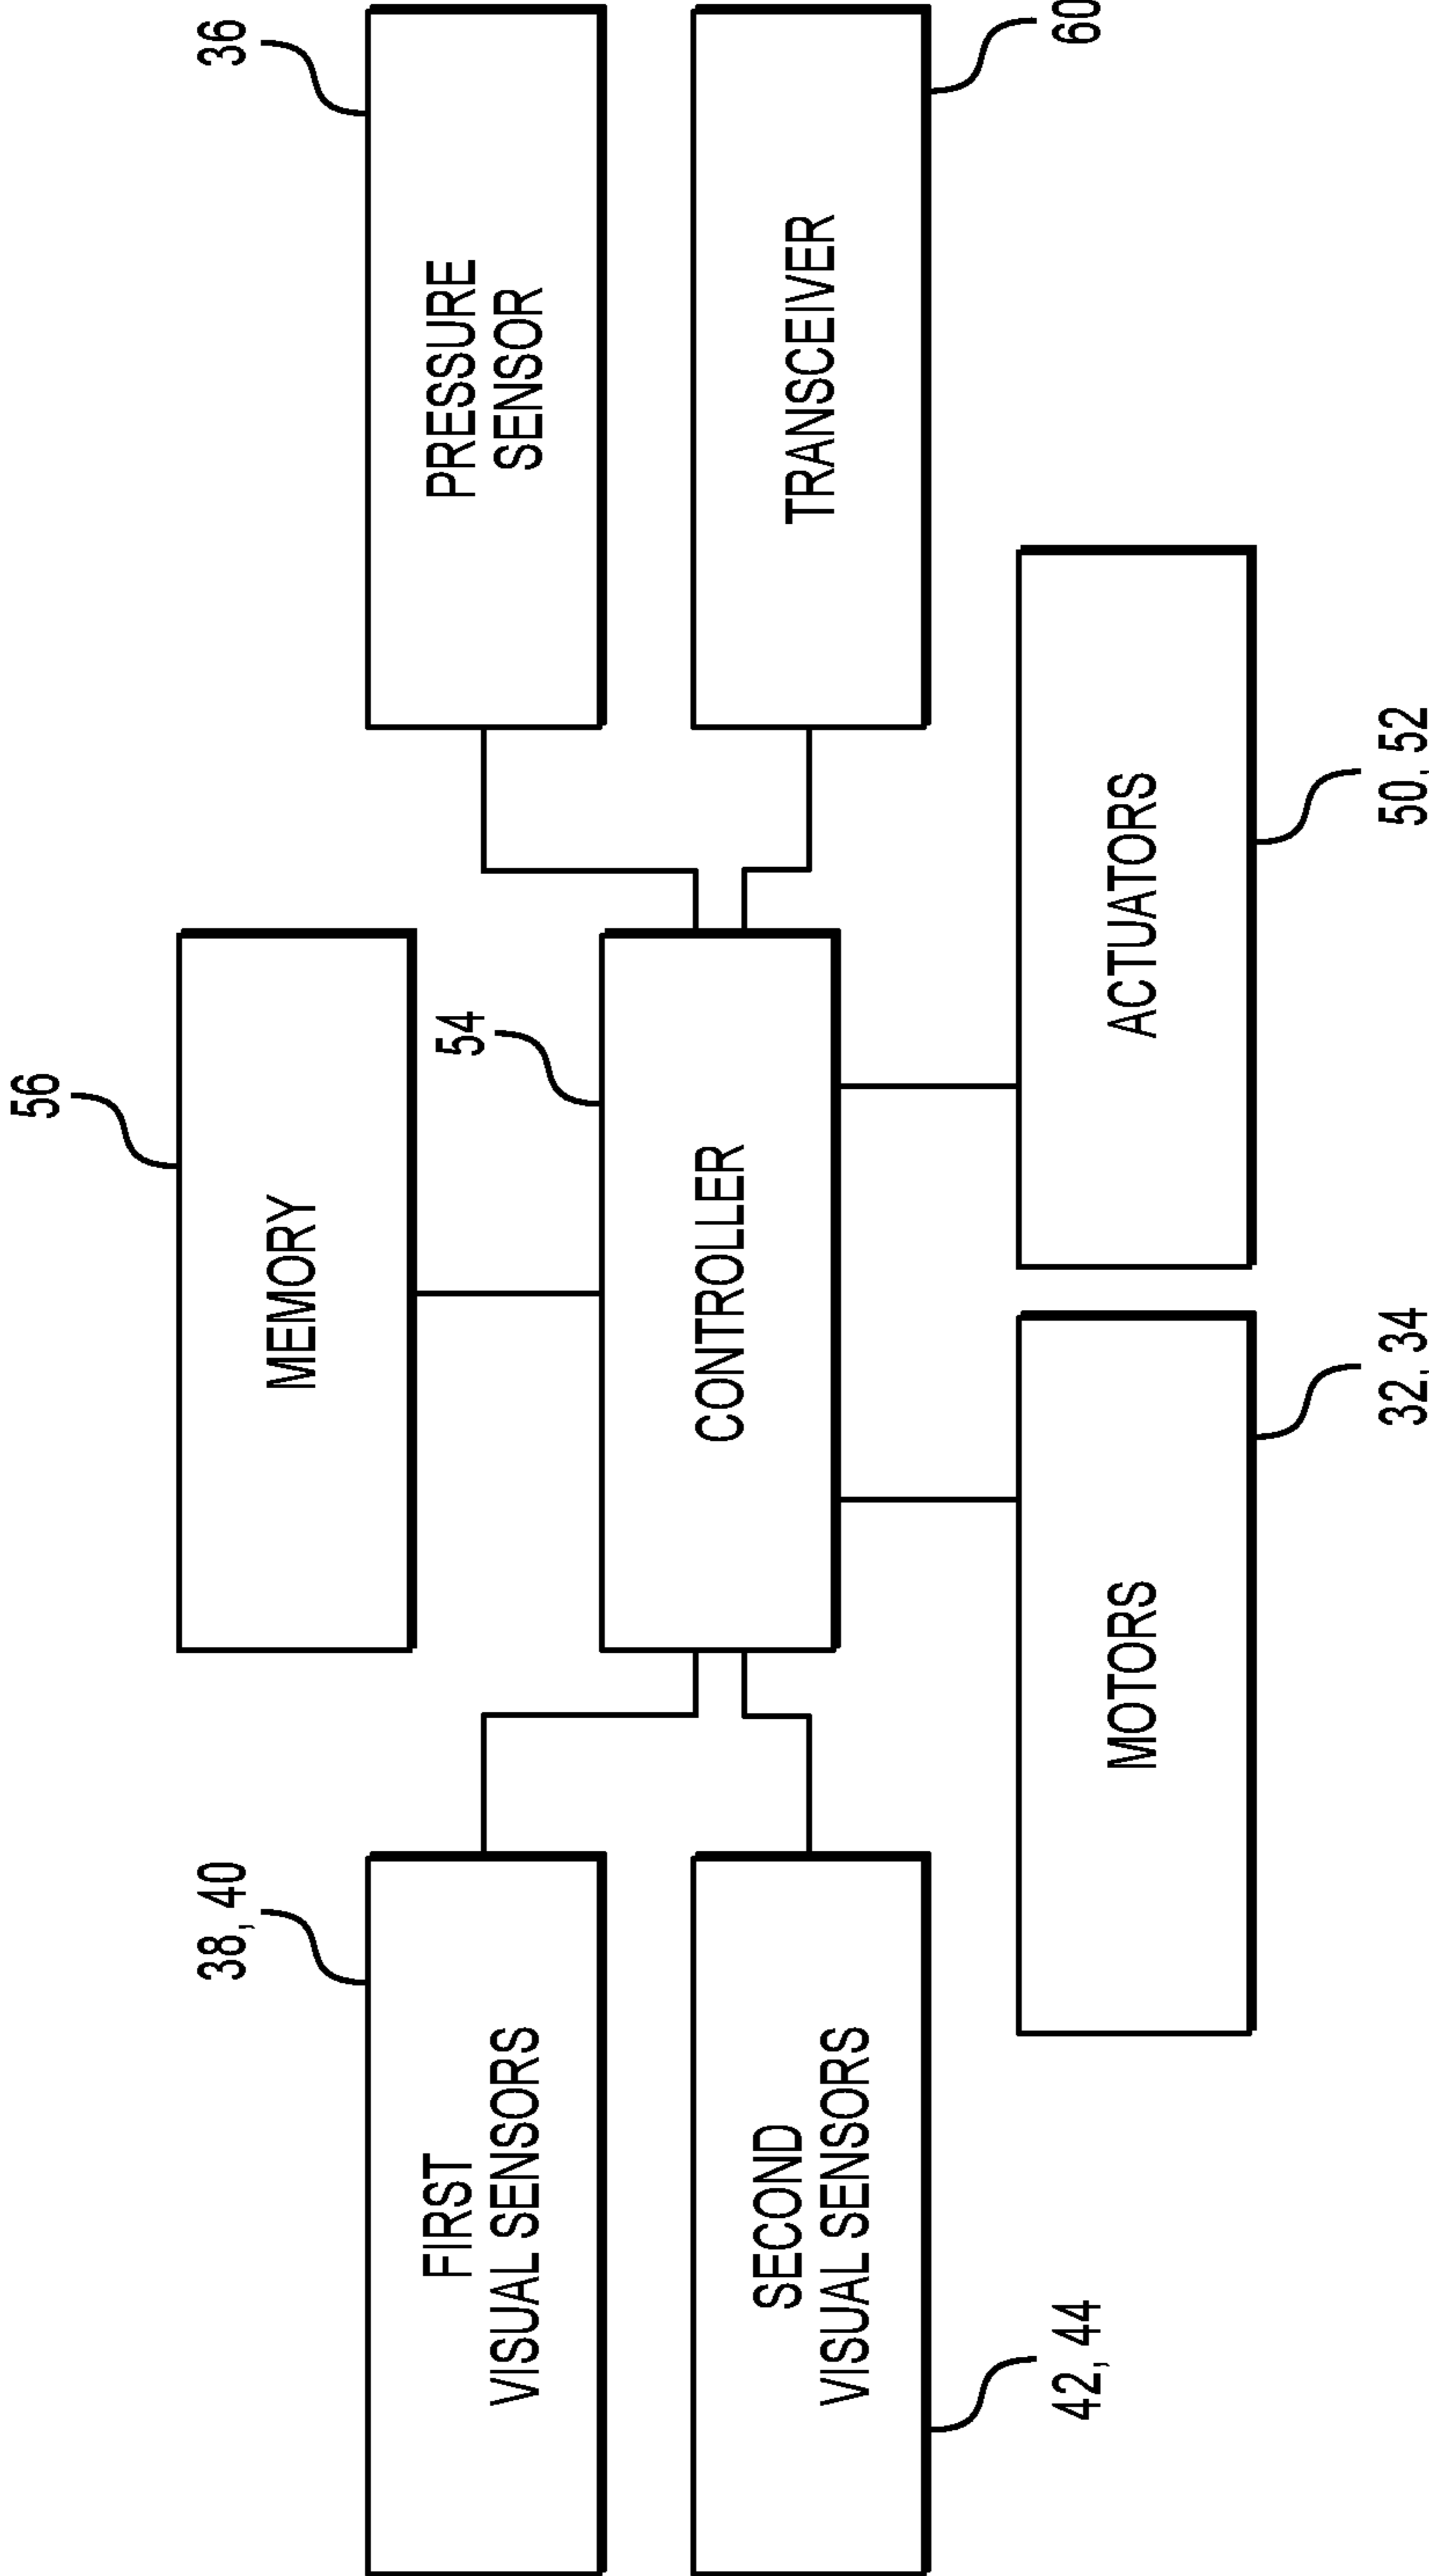 56
MEMORY
38, 40
36
FIRST
VISUAL SENSORS
54
PRESSURE
SENSOR
CONTROLLER
SECOND
VISUAL SENSORS
TRANSCEIVER
42, 44
60
MOTORS
ACTUATORS
32, 34
50, 52